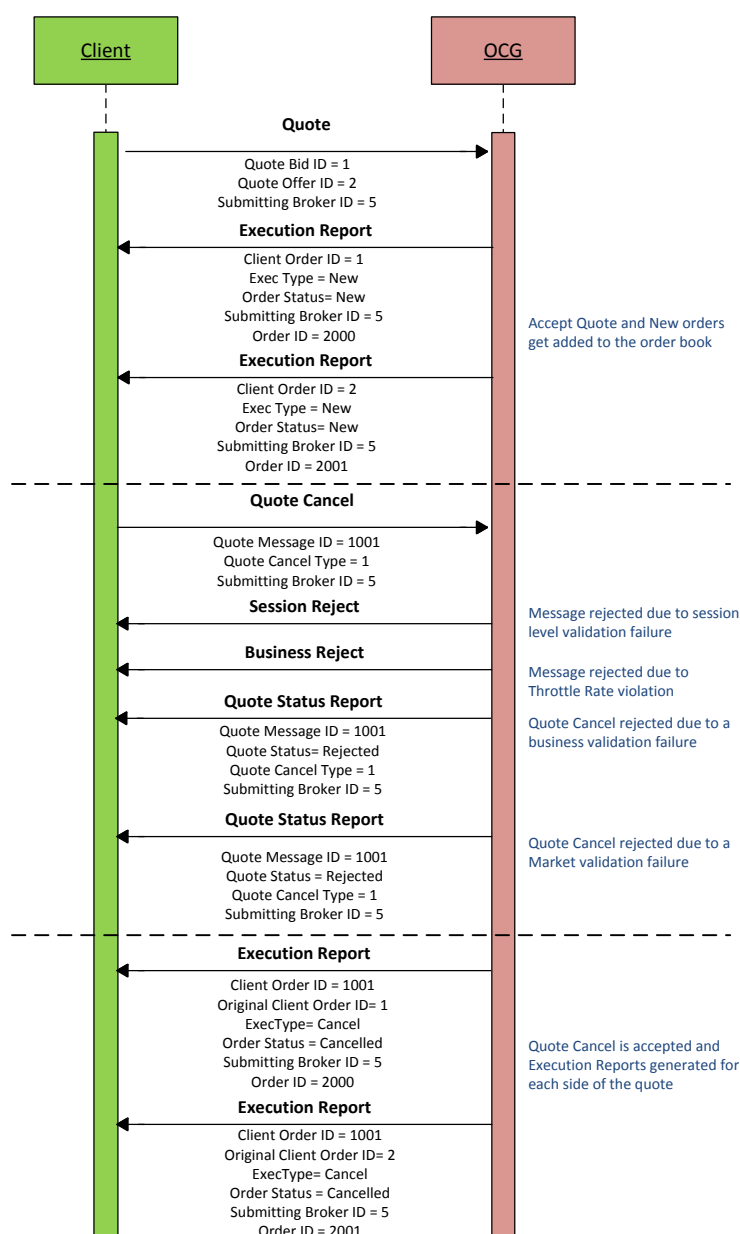 Client
OCG
Quote
Quote Bid ID = 1
Quote Offer ID = 2
Submitting Broker ID = 5
Execution Report
Client Order ID = 1
Exec Type = New
Order Status= New
Submitting Broker ID = 5
Order ID = 2000
Accept Quote and New orders
get added to the order book
Execution Report
Client Order ID = 2
Exec Type = New
Order Status= New
Submitting Broker ID = 5
Order ID = 2001
Quote Cancel
Quote Message ID = 1001
Quote Cancel Type = 1
Submitting Broker ID = 5
Session Reject
Message rejected due to session
level validation failure
Business Reject
Message rejected due to
Throttle Rate violation
Quote Status Report
Quote Message ID = 1001
Quote Status= Rejected
Quote Cancel Type = 1
Submitting Broker ID = 5
Quote Cancel rejected due to a
business validation failure
Quote Status Report
Quote Message ID = 1001
Quote Status = Rejected
Quote Cancel Type = 1
Submitting Broker ID = 5
Quote Cancel rejected due to a
Market validation failure
Execution Report
Client Order ID = 1001
Original Client Order ID= 1
ExecType= Cancel
Order Status = Cancelled
Submitting Broker ID = 5
Order ID = 2000
Quote Cancel is accepted and
Execution Reports generated for
each side of the quote
Execution Report
Client Order ID = 1001
Original Client Order ID= 2
ExecType= Cancel
Order Status = Cancelled
Submitting Broker ID = 5
Order ID = 2001